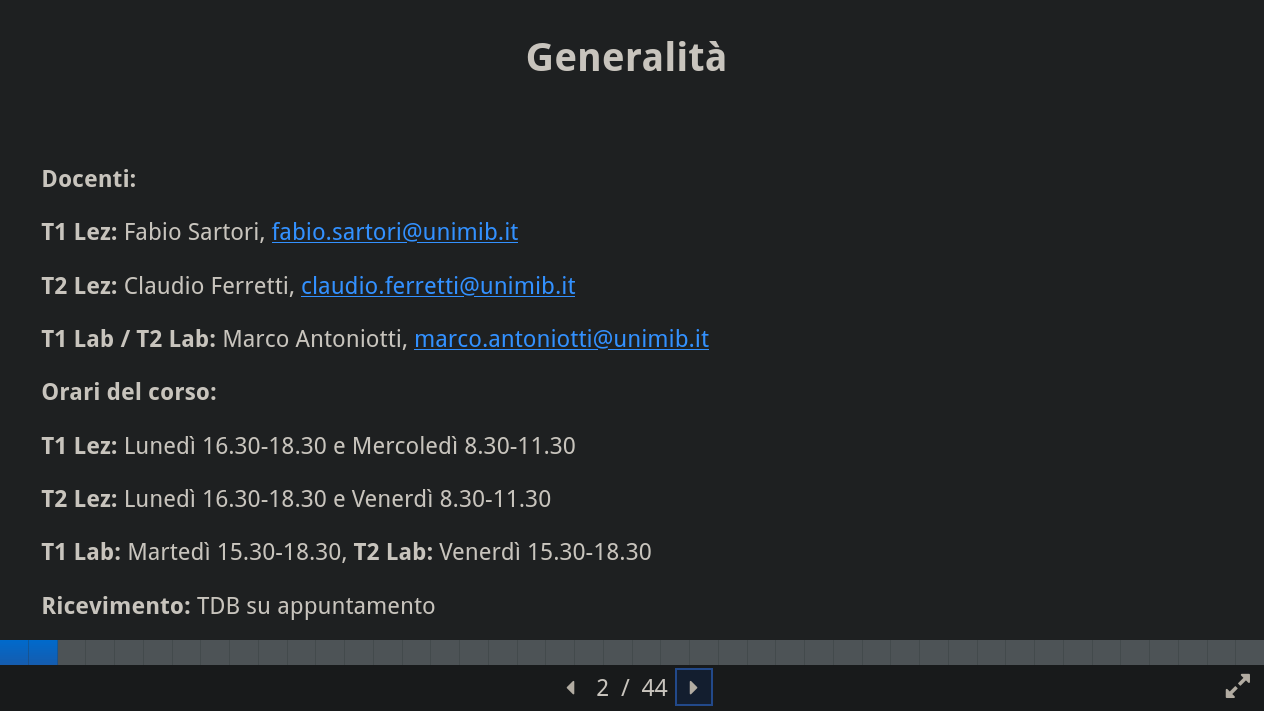 Generalità
Docenti:
T1 Lez: Fabio Sartori, fabio.sartori@unimib.it
T2 Lez: Claudio Ferretti, claudio.ferretti@unimib.it
T1 Lab / T2 Lab: Marco Antoniotti, marco.antoniotti@unimib.it
Orari del corso:
T1 Lez: Lunedì 16.30-18.30 e Mercoledì 8.30-11.30
T2 Lez: Lunedì 16.30-18.30 e Venerdì 8.30-11.30
T1 Lab: Martedì 15.30-18.30, T2 Lab: Venerdì 15.30-18.30
Ricevimento: TDB su appuntamento
2 / 44